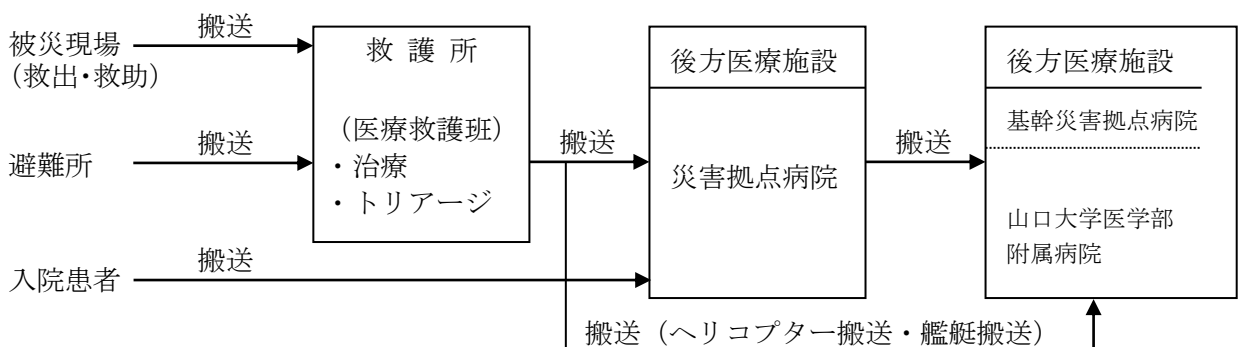 被災現場
（救出・救助）
搬送
避難所
搬送
入院患者
搬送
救 護 所
（医療救護班）
・治療
・トリアージ
搬送
後方医療施設
災害拠点病院
搬送
後方医療施設
基幹災害拠点病院
山口大学医学部
附属病院
搬送（ヘリコプター搬送・艦艇搬送）